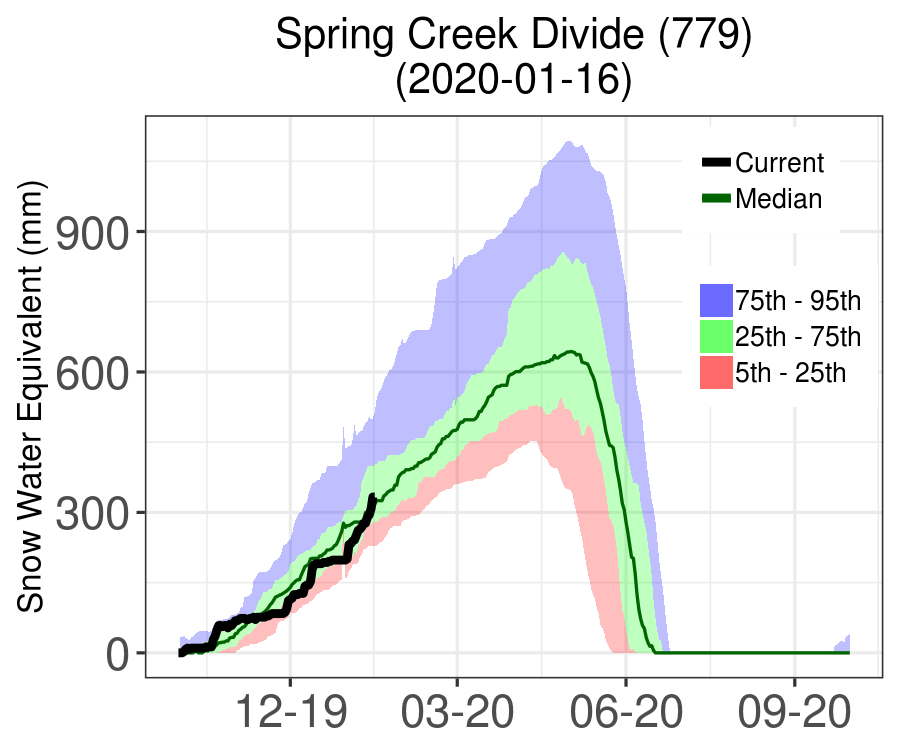 Spring Creek Divide (779)
(2020-01-16)
Snow Water Equivalent (mm)
900
600
300
0
12-19
03-20
06-20
09-20
Current
Median
75th - 95th
25th - 75th
5th - 25th